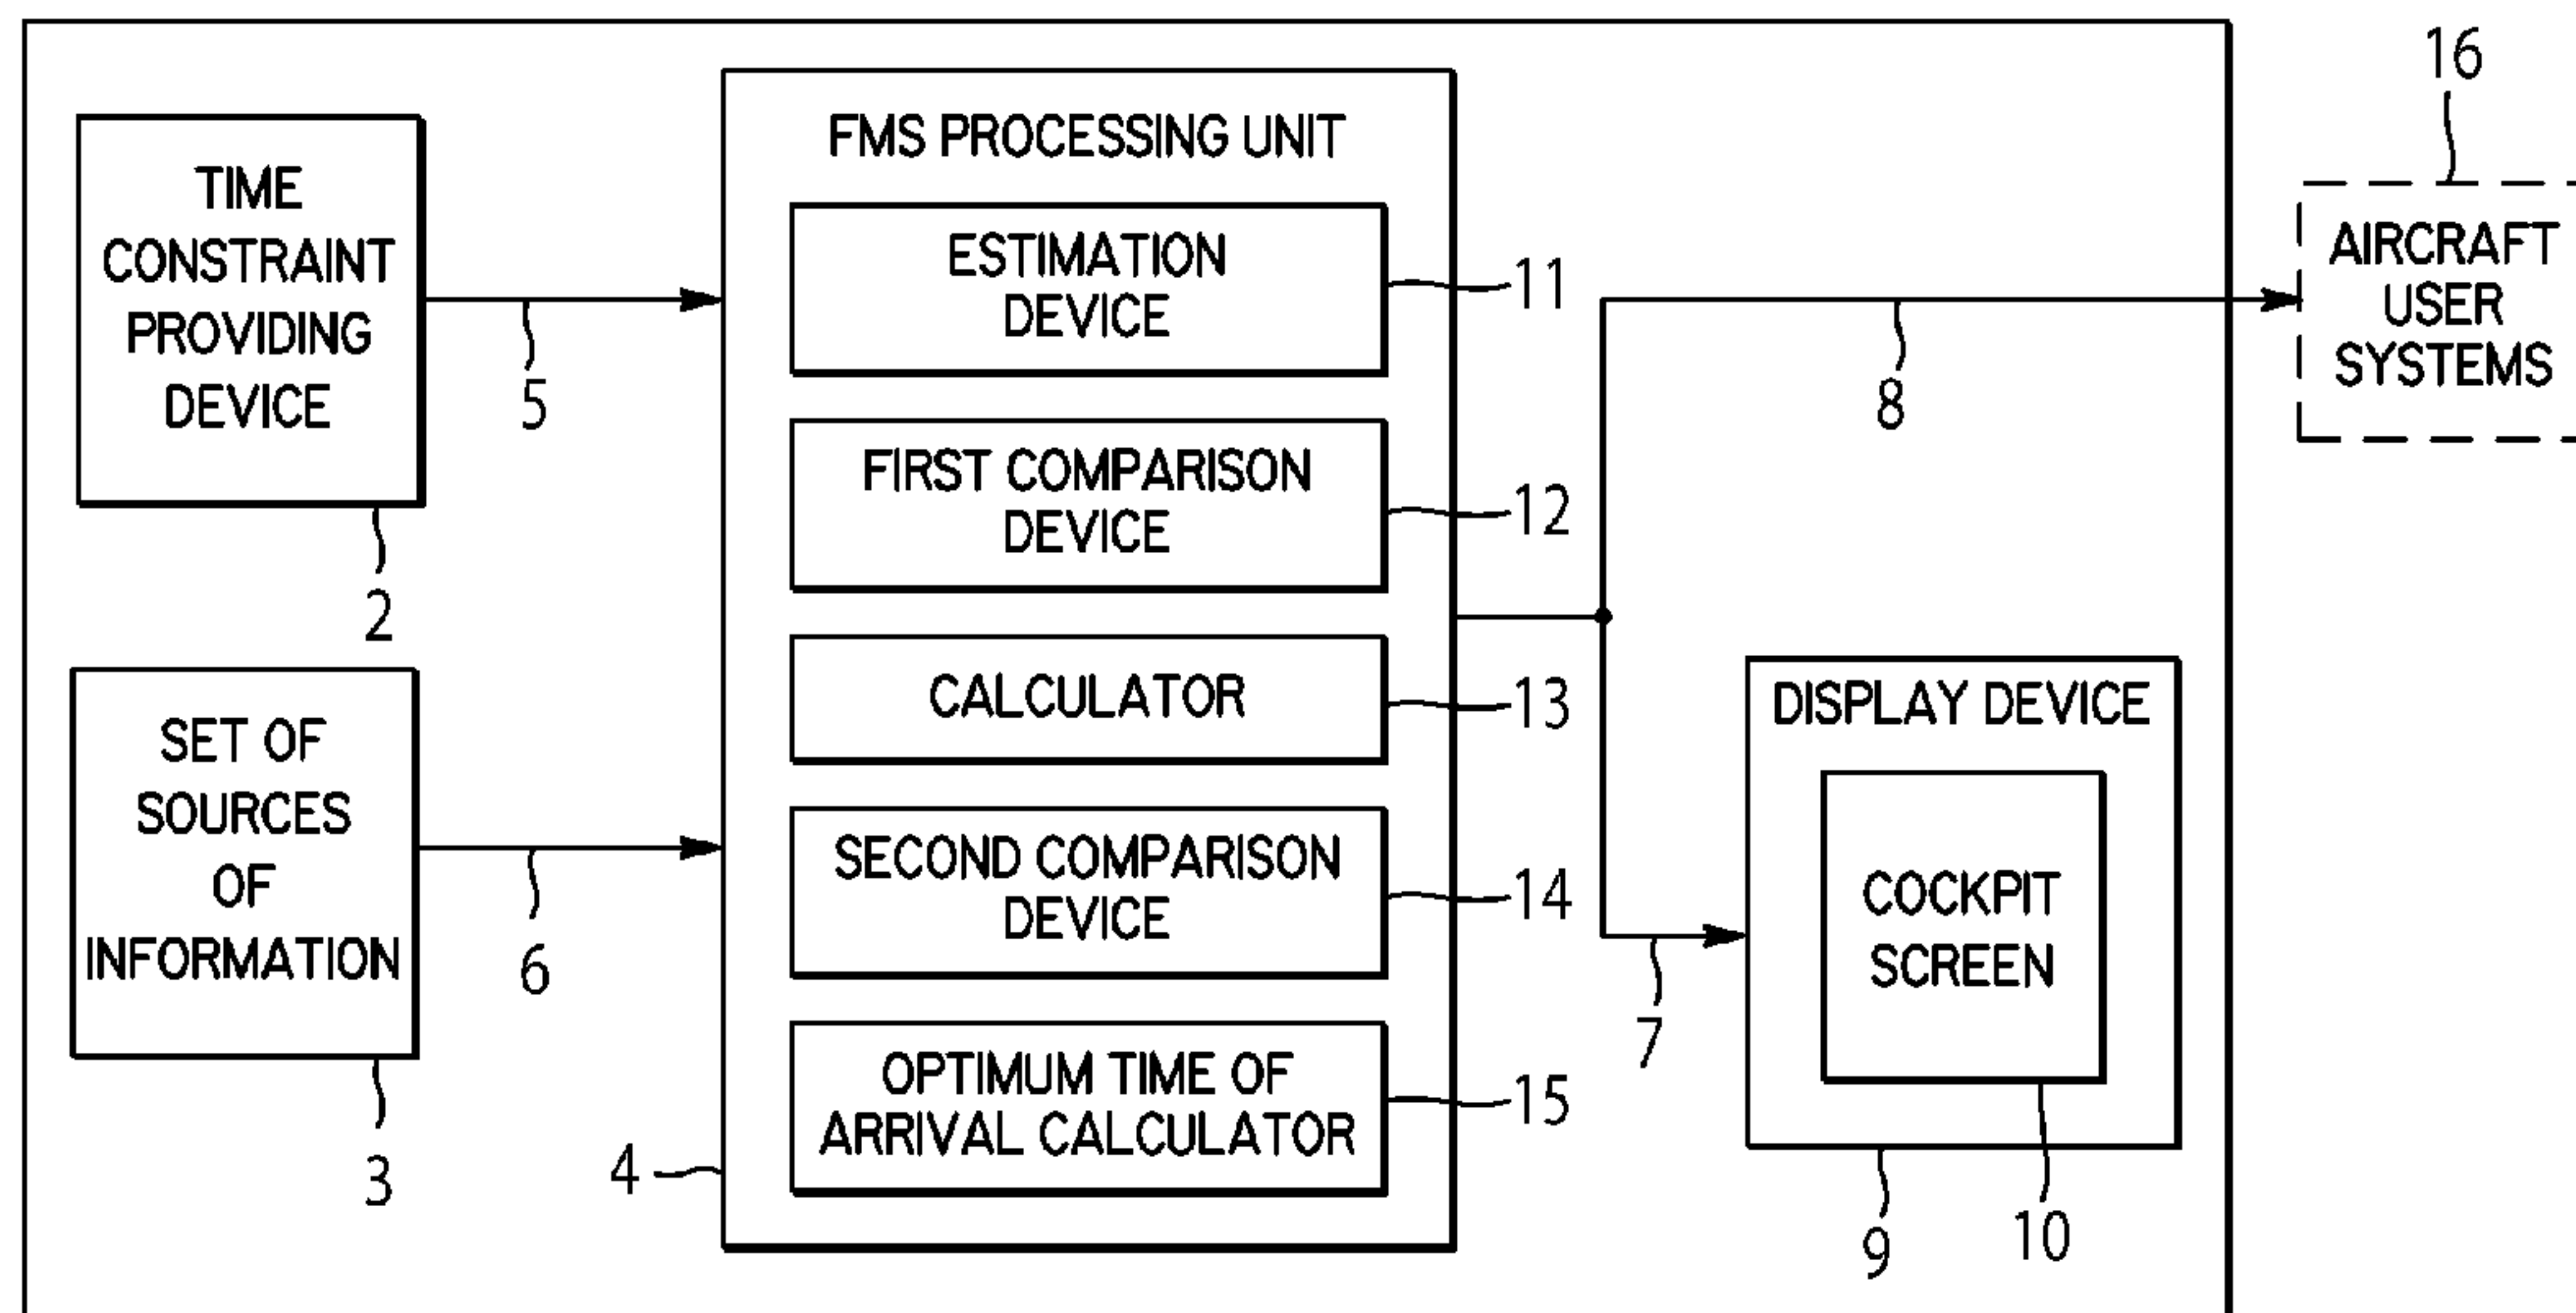 16
TIME
CONSTRAINT
PROVIDING
DEVICE
2
5
SET OF
SOURCES
OF
INFORMATION
3
6
FMS PROCESSING UNIT
ESTIMATION
DEVICE
11
FIRST COMPARISON
DEVICE
12
CALCULATOR
13
SECOND COMPARISON
DEVICE
14
OPTIMUM TIME OF
ARRIVAL CALCULATOR
15
4
8
AIRCRAFT
USER
SYSTEMS
7
DISPLAY DEVICE
COCKPIT
SCREEN
10
9